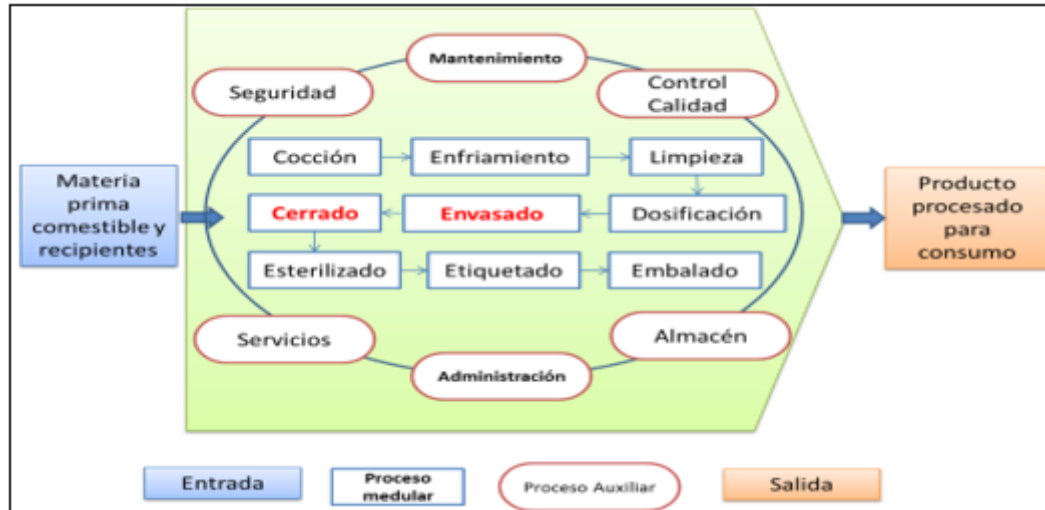 Mantenimiento
Seguridad
Control
Calidad
Cocción
Enfriamiento
Limpieza
Materia
prima
comestible y
recipientes
Cerrado
Envasado
Dosificación
Producto
procesado
para
consumo
Esterilizado
Etiquetado
Embalado
Servicios
Almacén
Administración
Entrada
Proceso
medular
Proceso Auxiliar
Salida